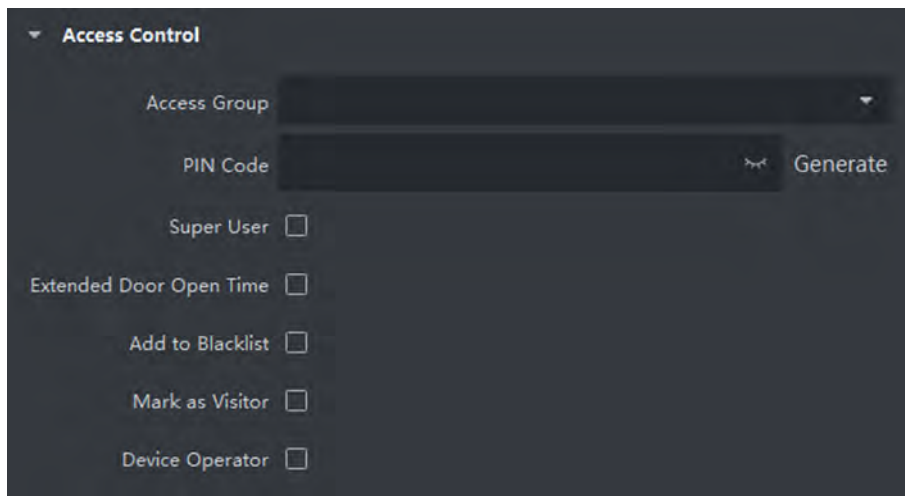 Access Control
Access Group
PIN Code Generate
Super User
Extended Door Open Time
Add to Blacklist
Mark as Visitor
Device Operator